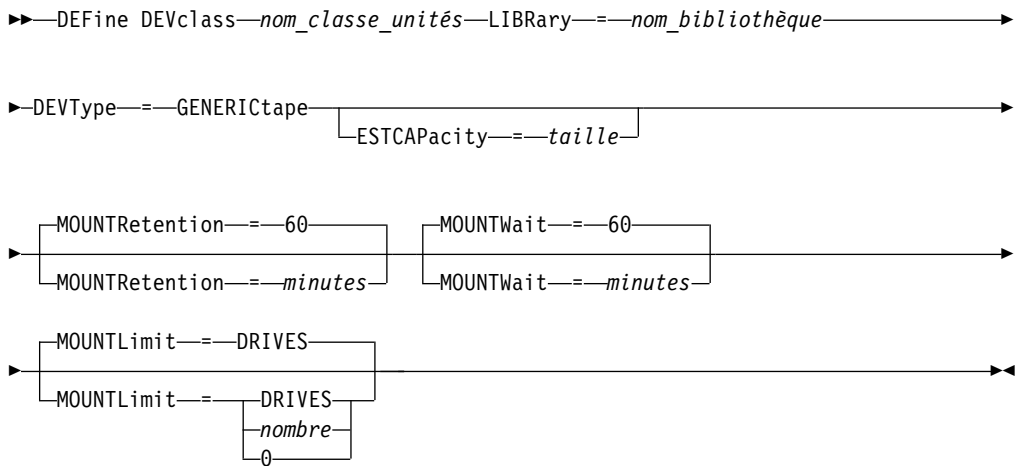 DEFine DEVclass nom_classe_unités LIBRary = nom_bibliothèque
DEVType = GENERICtape
ESTCAPacity = taille
MOUNTRetention = 60 MOUNTWait = 60
MOUNTRetention = minutes MOUNTWait = minutes
MOUNTLimit = DRIVES
MOUNTLimit = DRIVES
nombre
0